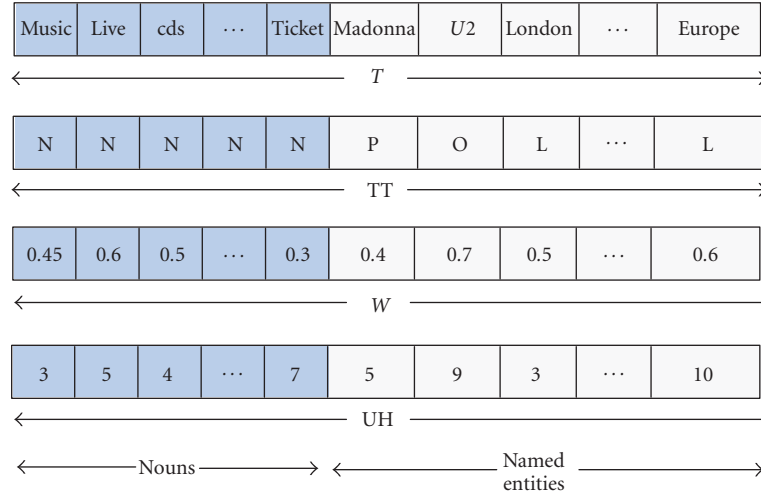 Music Live cds ··· Ticket Madonna U2 London ··· Europe
T
N N N N N P O L ··· L
TT
0.45 0.6 0.5 ··· 0.3 0.4 0.7 0.5 ··· 0.6
W
3 5 4 ··· 7 5 9 3 ··· 10
UH
Nouns Named
entities